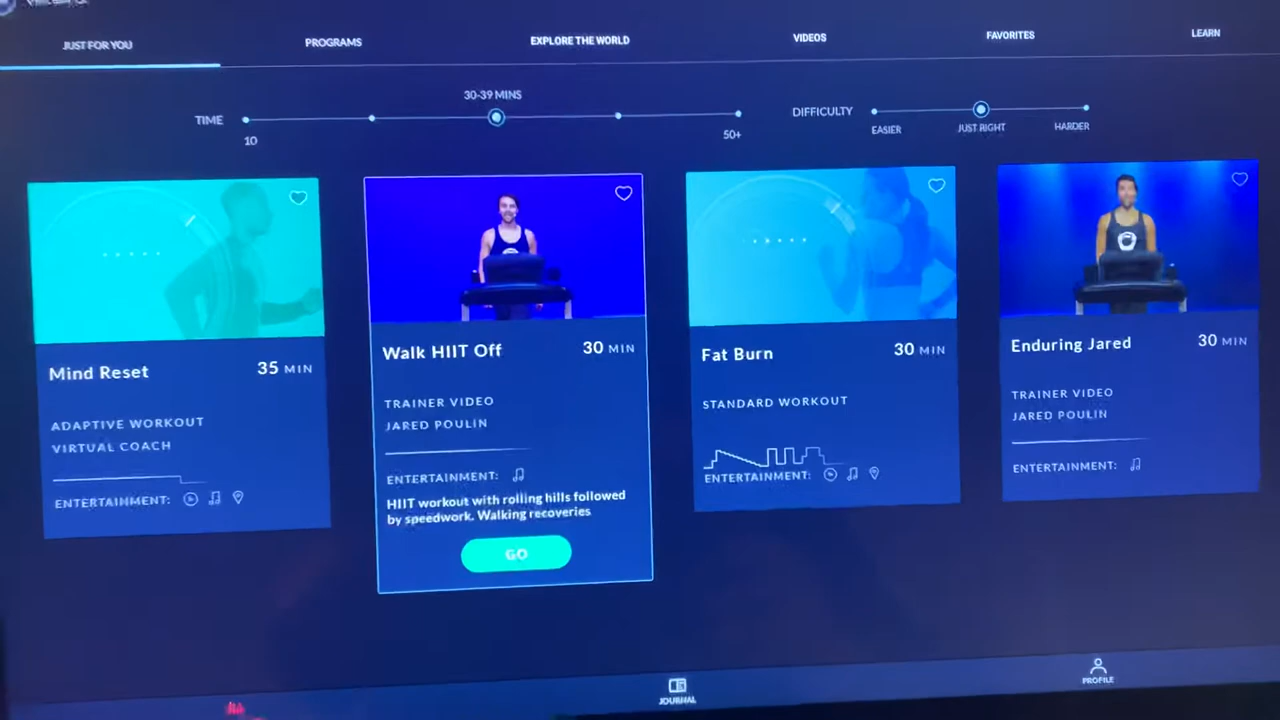 JUST FOR YOU
PROGRAMS
EXPLORE THE WORLD
VIDEOS
FAVORITES
LEARN
30-39 MINS
TIME
10
50+
DIFFICULTY
EASIER
JUST RIGHT
HARDER
Mind Reset 35 MIN
ADAPTIVE WORKOUT
VIRTUAL COACH
ENTERTAINMENT:
Walk HIIT Off 30 MIN
TRAINER VIDEO
JARED POULIN
ENTERTAINMENT:
HIIT workout with rolling hills followed
by speedwork. Walking recoveries
GO
Fat Burn 30 MIN
STANDARD WORKOUT
ENTERTAINMENT:
Enduring Jared 30 MIN
TRAINER VIDEO
JARED POULIN
ENTERTAINMENT:
JOURNAL
PROFILE